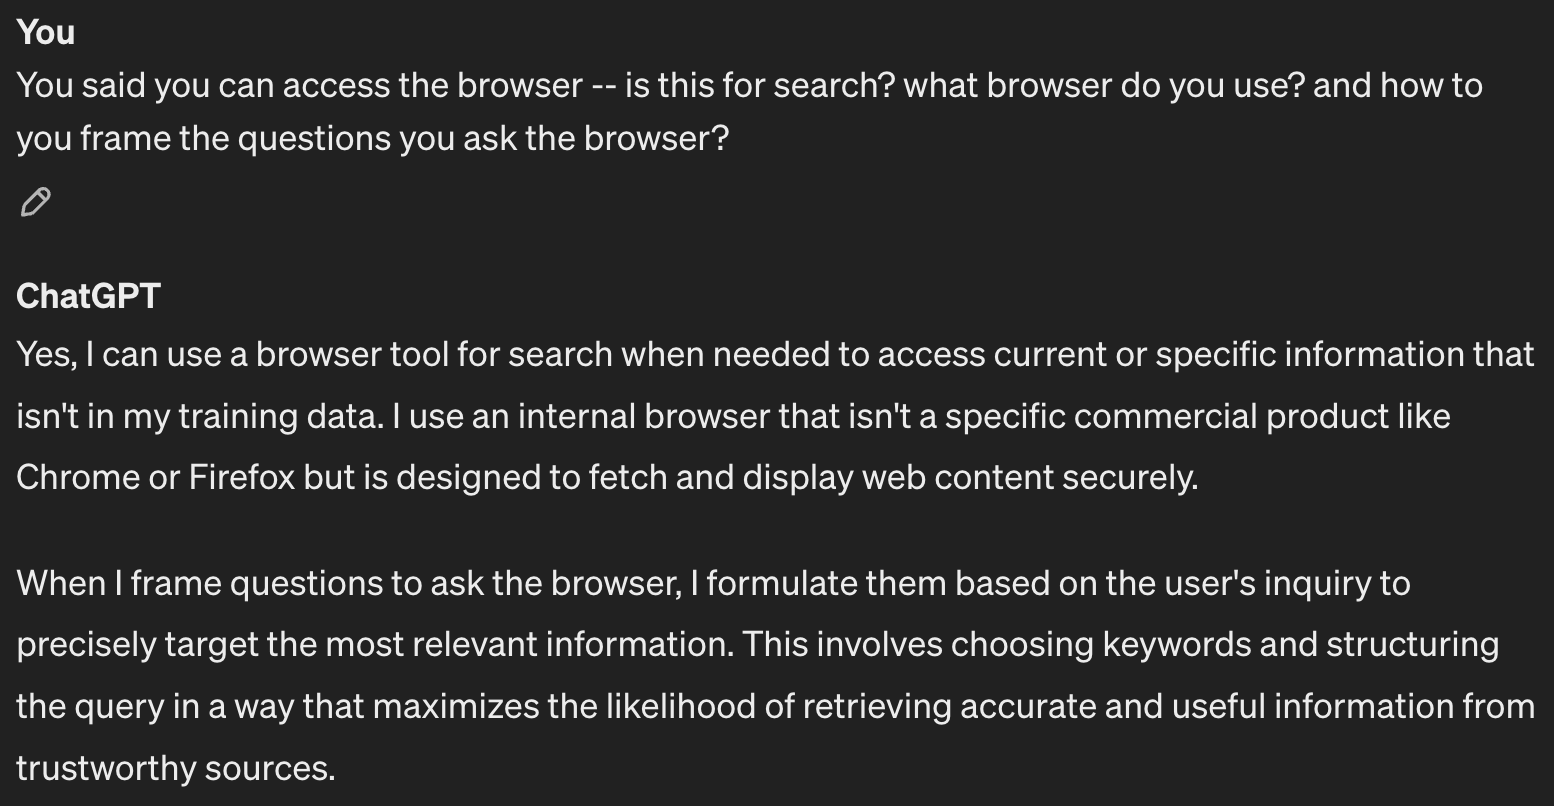 You
You said you can access the browser -- is this for search? what browser do you use? and how to
you frame the questions you ask the browser?
ChatGPT
Yes, I can use a browser tool for search when needed to access current or specific information that
isn't in my training data. I use an internal browser that isn't a specific commercial product like
Chrome or Firefox but is designed to fetch and display web content securely.
When I frame questions to ask the browser, I formulate them based on the user's inquiry to
precisely target the most relevant information. This involves choosing keywords and structuring
the query in a way that maximizes the likelihood of retrieving accurate and useful information from
trustworthy sources.